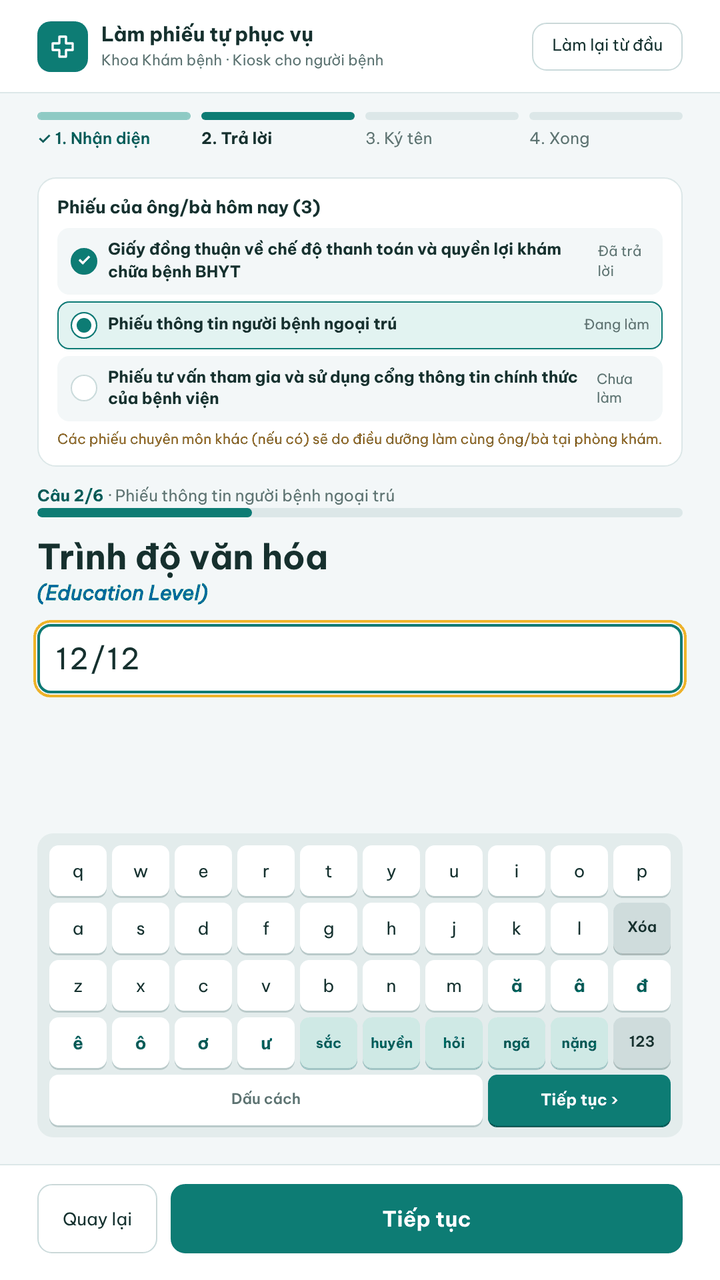 Làm phiếu tự phục vụ
Khoa Khám bệnh · Kiosk cho người bệnh
Làm lại từ đầu
✓ 1. Nhận diện
2. Trả lời
3. Ký tên
4. Xong
Phiếu của ông/bà hôm nay (3)
Giấy đồng thuận về chế độ thanh toán và quyền lợi khám
chữa bệnh BHYT
Đã trả
lời
Phiếu thông tin người bệnh ngoại trú
Đang làm
Phiếu tư vấn tham gia và sử dụng cổng thông tin chính thức
của bệnh viện
Chưa
làm
Các phiếu chuyên môn khác (nếu có) sẽ do điều dưỡng làm cùng ông/bà tại phòng khám.
Câu 2/6 · Phiếu thông tin người bệnh ngoại trú
Trình độ văn hóa
(Education Level)
12/12
q w e r t y u i o p
a s d f g h j k l Xóa
z x c v b n m ă â đ
ê ô ơ ư sắc huyền hỏi ngã nặng 123
Dấu cách Tiếp tục ›
Quay lại
Tiếp tục